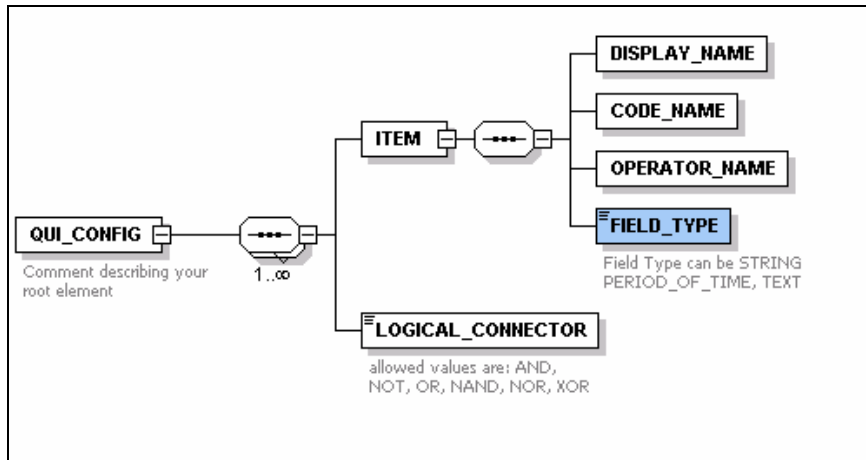 DISPLAY_NAME
CODE_NAME
ITEM
OPERATOR_NAME
FIELD_TYPE
Field Type can be STRING
PERIOD_OF_TIME, TEXT
QUI_CONFIG
Comment describing your
root element
1..∞
LOGICAL_CONNECTOR
allowed values are: AND,
NOT, OR, NAND, NOR, XOR